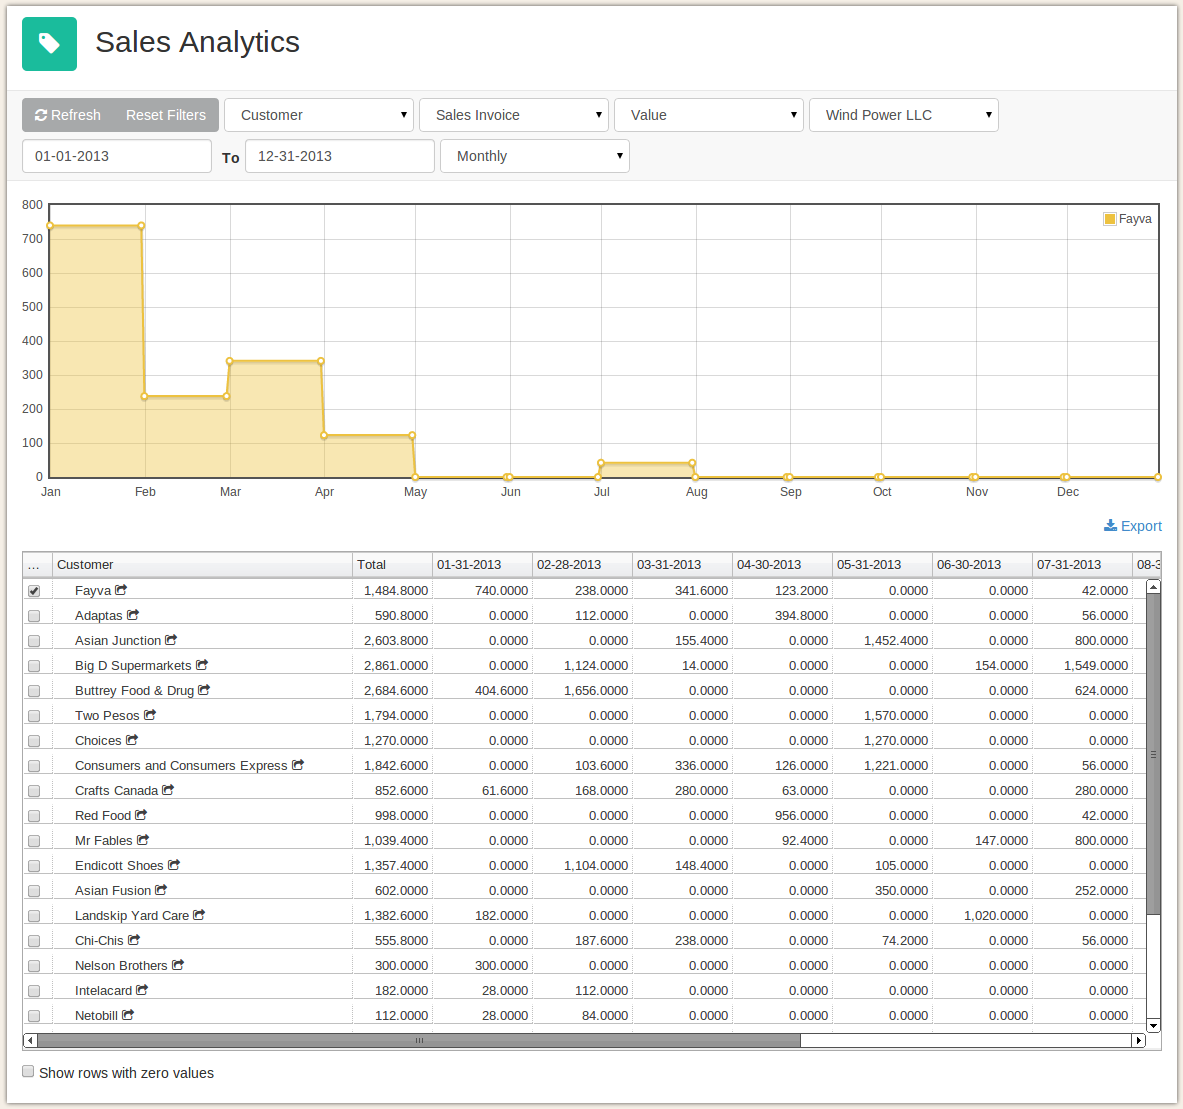 Sales Analytics
Refresh Reset Filters Customer Sales Invoice Value Wind Power LLC
01-01-2013 To 12-31-2013 Monthly
800
700
600
500
400
300
200
100
0
Fayva
Jan Feb Mar Apr May Jun Jul Aug Sep Oct Nov Dec
Export
... Customer Total 01-31-2013 02-28-2013 03-31-2013 04-30-2013 05-31-2013 06-30-2013 07-31-2013 08-3
Fayva 1,484.8000 740.0000 238.0000 341.6000 123.2000 0.0000 0.0000 42.0000
Adaptas 590.8000 0.0000 112.0000 0.0000 394.8000 0.0000 0.0000 56.0000
Asian Junction 2,603.8000 0.0000 0.0000 155.4000 0.0000 1,452.4000 0.0000 800.0000
Big D Supermarkets 2,861.0000 0.0000 1,124.0000 14.0000 0.0000 0.0000 154.0000 1,549.0000
Buttrey Food & Drug 2,684.6000 404.6000 1,656.0000 0.0000 0.0000 0.0000 0.0000 624.0000
Two Pesos 1,794.0000 0.0000 0.0000 0.0000 0.0000 1,570.0000 0.0000 0.0000
Choices 1,270.0000 0.0000 0.0000 0.0000 0.0000 1,270.0000 0.0000 0.0000
Consumers and Consumers Express 1,842.6000 0.0000 103.6000 336.0000 126.0000 1,221.0000 0.0000 56.0000
Crafts Canada 852.6000 61.6000 168.0000 280.0000 63.0000 0.0000 0.0000 280.0000
Red Food 998.0000 0.0000 0.0000 0.0000 956.0000 0.0000 0.0000 42.0000
Mr Fables 1,039.4000 0.0000 0.0000 0.0000 92.4000 0.0000 147.0000 800.0000
Endicott Shoes 1,357.4000 0.0000 1,104.0000 148.4000 0.0000 105.0000 0.0000 0.0000
Asian Fusion 602.0000 0.0000 0.0000 0.0000 0.0000 350.0000 0.0000 252.0000
Landskip Yard Care 1,382.6000 182.0000 0.0000 0.0000 0.0000 0.0000 1,020.0000 0.0000
Chi-Chis 555.8000 0.0000 187.6000 238.0000 0.0000 74.2000 0.0000 56.0000
Nelson Brothers 300.0000 300.0000 0.0000 0.0000 0.0000 0.0000 0.0000 0.0000
Intelacard 182.0000 28.0000 112.0000 0.0000 0.0000 0.0000 0.0000 0.0000
Netobill 112.0000 28.0000 84.0000 0.0000 0.0000 0.0000 0.0000 0.0000
Show rows with zero values